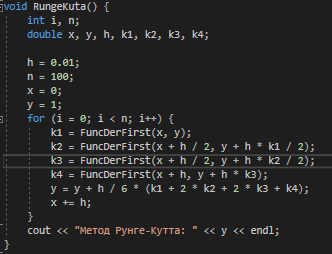 void RungeKuta() {
int i, n;
double x, y, h, k1, k2, k3, k4;
h = 0.01;
n = 100;
x = 0;
y = 1;
for (i = 0; i < n; i++) {
k1 = FuncDerFirst(x, y);
k2 = FuncDerFirst(x + h / 2, y + h * k1 / 2);
k3 = FuncDerFirst(x + h / 2, y + h * k2 / 2);
k4 = FuncDerFirst(x + h, y + h * k3);
y = y + h / 6 * (k1 + 2 * k2 + 2 * k3 + k4);
x += h;
}
cout << "Метод Рунге-Кутта: " << y << endl;
}